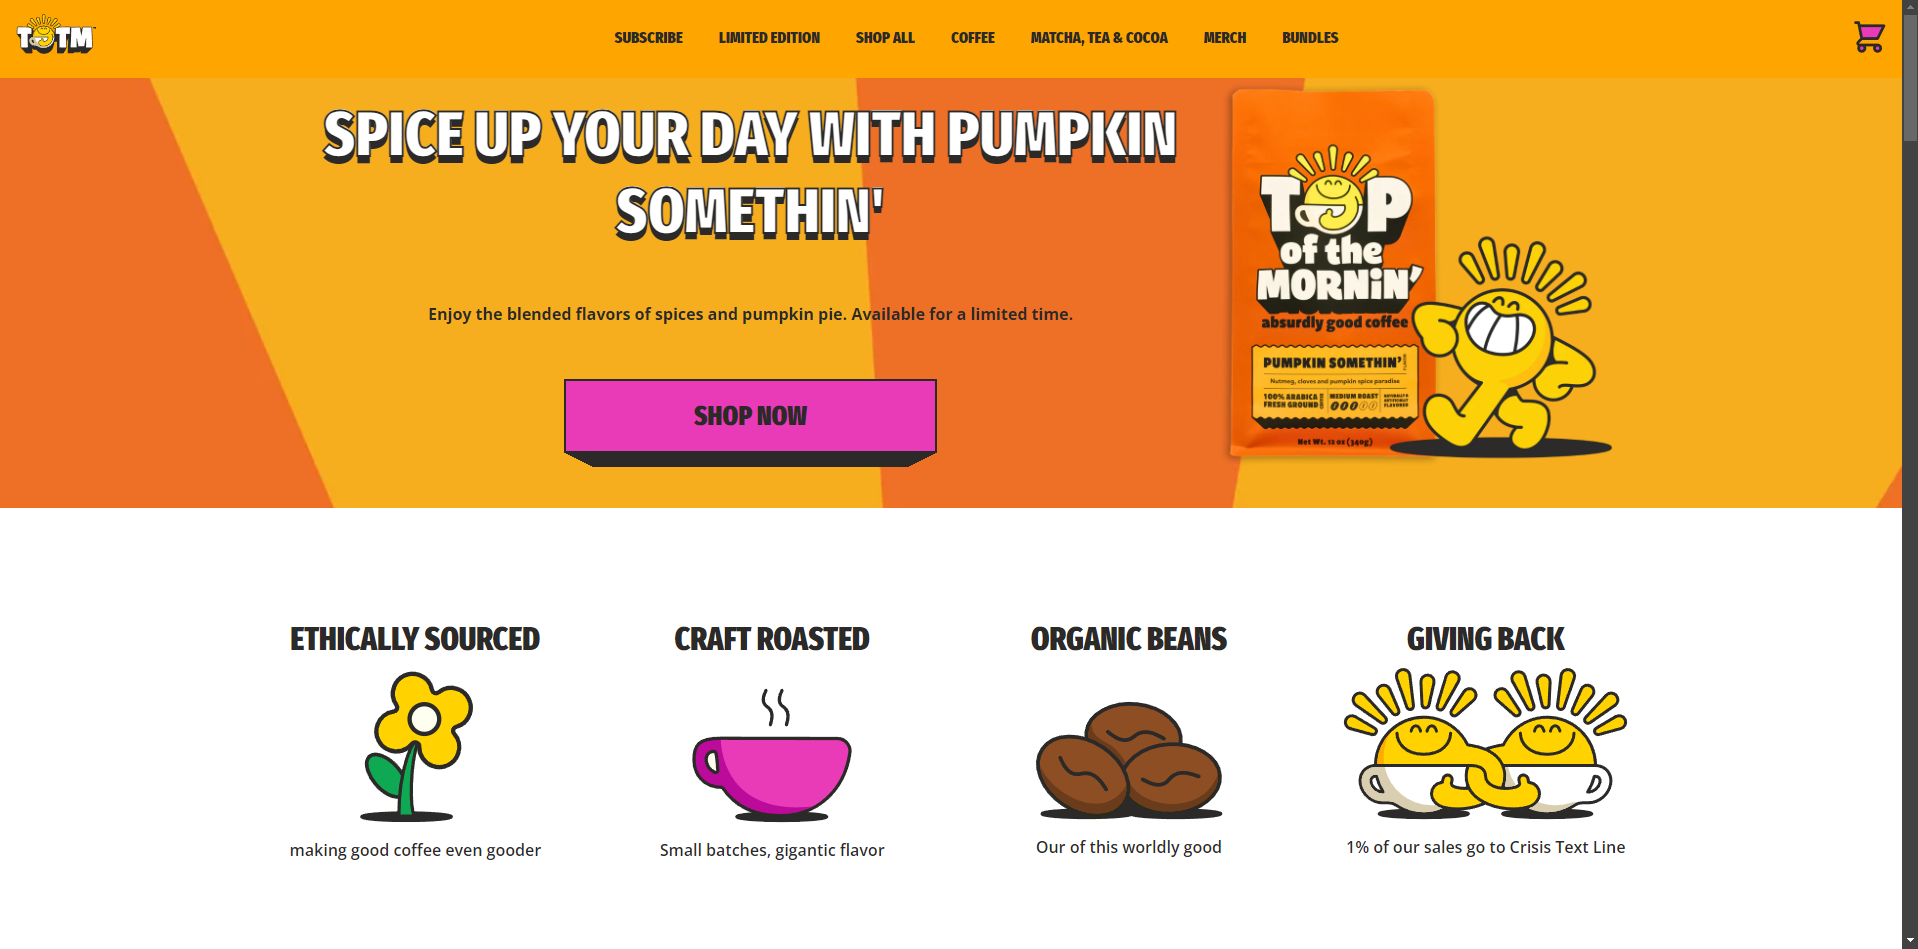 TOTM
SUBSCRIBE
LIMITED EDITION
SHOP ALL
COFFEE
MATCHA, TEA & COCOA
MERCH
BUNDLES
SPICE UP YOUR DAY WITH PUMPKIN
SOMETHIN'
Enjoy the blended flavors of spices and pumpkin pie. Available for a limited time.
SHOP NOW
TOP
of the
MORNiN'
absurdly good coffee
PUMPKIN SOMETHIN'
Nutmeg, cloves and pumpkin spice paradise
100% ARABICA
FRESH GROUND
COFFEE
MEDIUM ROAST
NATURALLY &
ARTIFICIALLY
FLAVORED
Net Wt. 12 oz (340g)
ETHICALLY SOURCED
making good coffee even gooder
CRAFT ROASTED
Small batches, gigantic flavor
ORGANIC BEANS
Our of this worldly good
GIVING BACK
1% of our sales go to Crisis Text Line